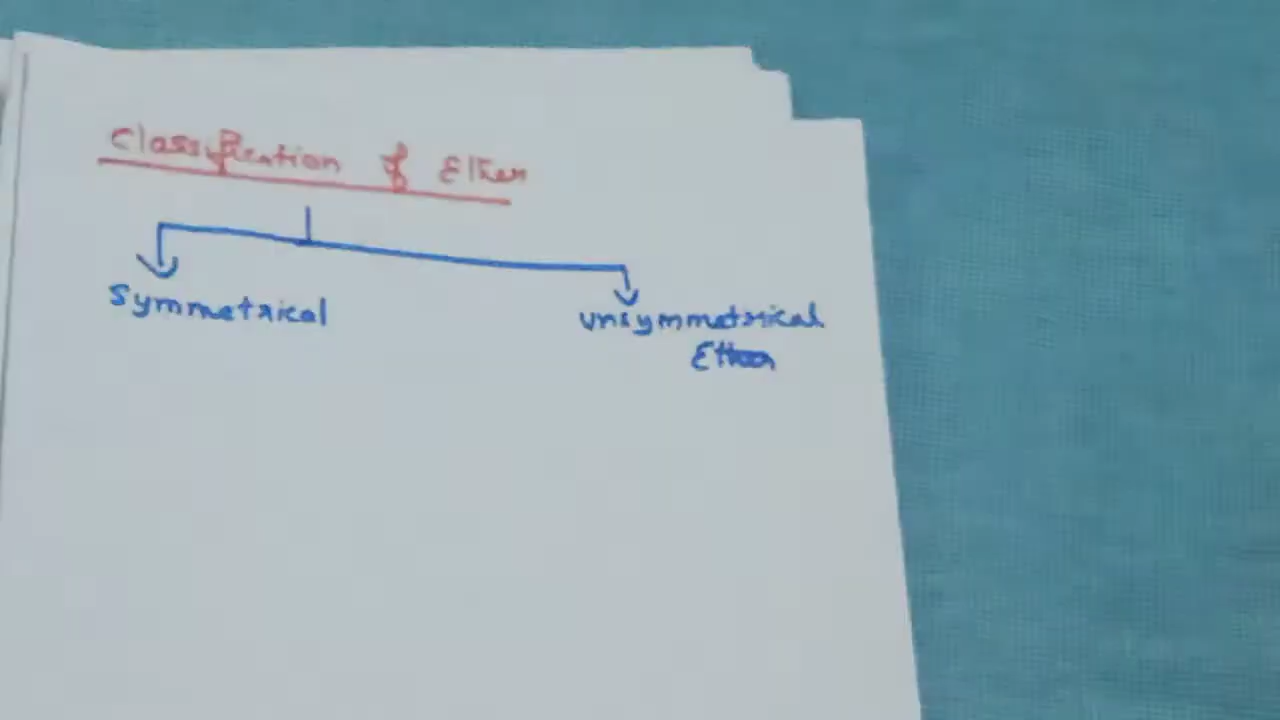 Classification of Ether
Symmetrical
Unsymmetrical
Ether